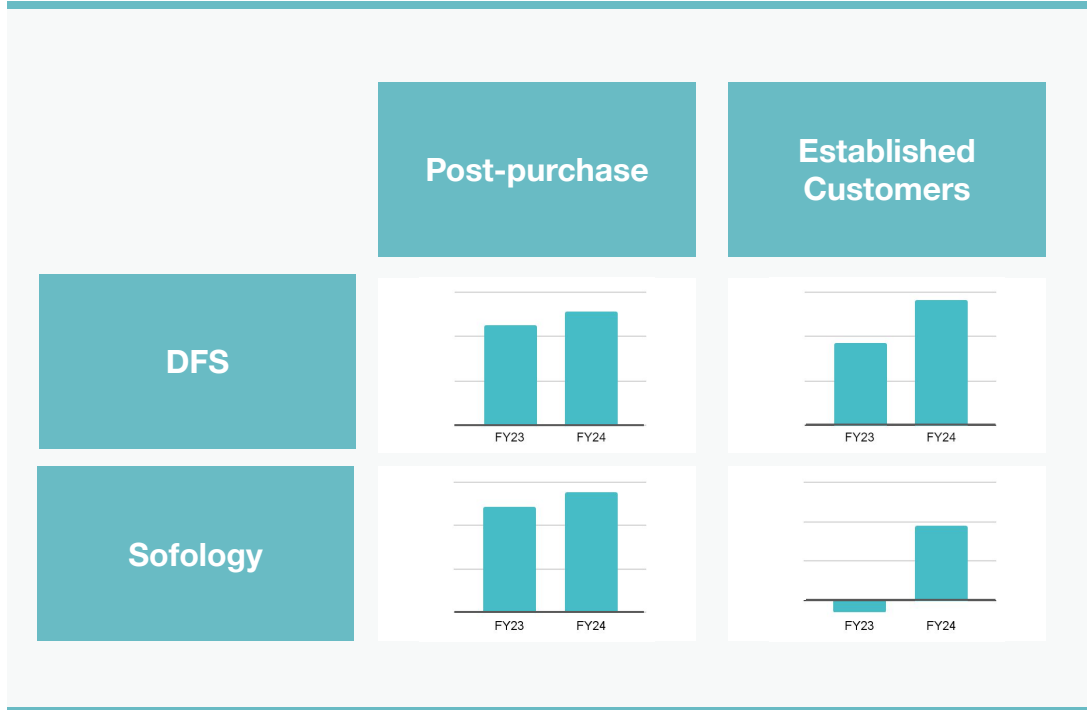 Post-purchase
Established
Customers
DFS
FY23
FY24
FY23
FY24
Sofology
FY23
FY24
FY23
FY24